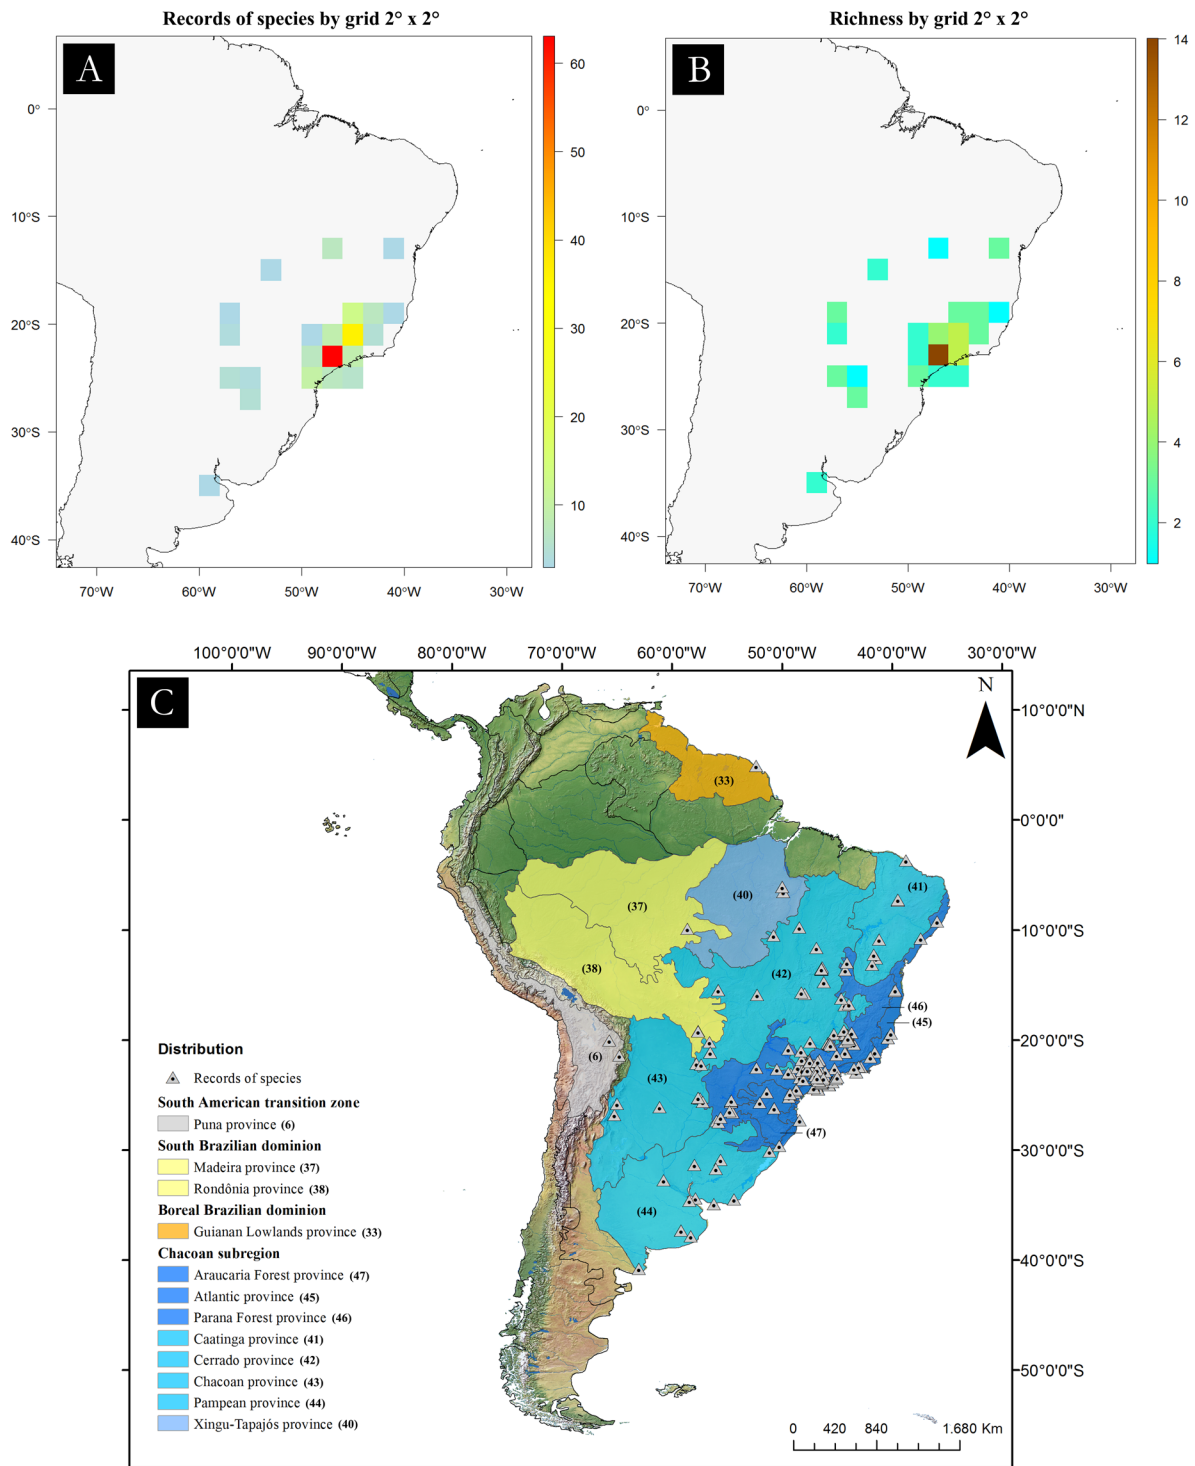 Records of species by grid 2° x 2°
A
0°
10°S
20°S
30°S
40°S
70°W 60°W 50°W 40°W 30°W
60
50
40
30
20
10
Richness by grid 2° x 2°
B
0°
10°S
20°S
30°S
40°S
70°W 60°W 50°W 40°W 30°W
14
12
10
8
6
4
2
100°0'0"W 90°0'0"W 80°0'0"W 70°0'0"W 60°0'0"W 50°0'0"W 40°0'0"W 30°0'0"W
C
N
10°0'0"N
0°0'0"
10°0'0"S
20°0'0"S
30°0'0"S
40°0'0"S
50°0'0"S
(33)
(41)
(40)
(37)
(38)
(42)
(46)
(45)
(6)
(43)
(47)
(44)
Distribution
Records of species
South American transition zone
Puna province (6)
South Brazilian dominion
Madeira province (37)
Rondônia province (38)
Boreal Brazilian dominion
Guianan Lowlands province (33)
Chacoan subregion
Araucaria Forest province (47)
Atlantic province (45)
Parana Forest province (46)
Caatinga province (41)
Cerrado province (42)
Chacoan province (43)
Pampean province (44)
Xingu-Tapajós province (40)
0 420 840 1.680 Km